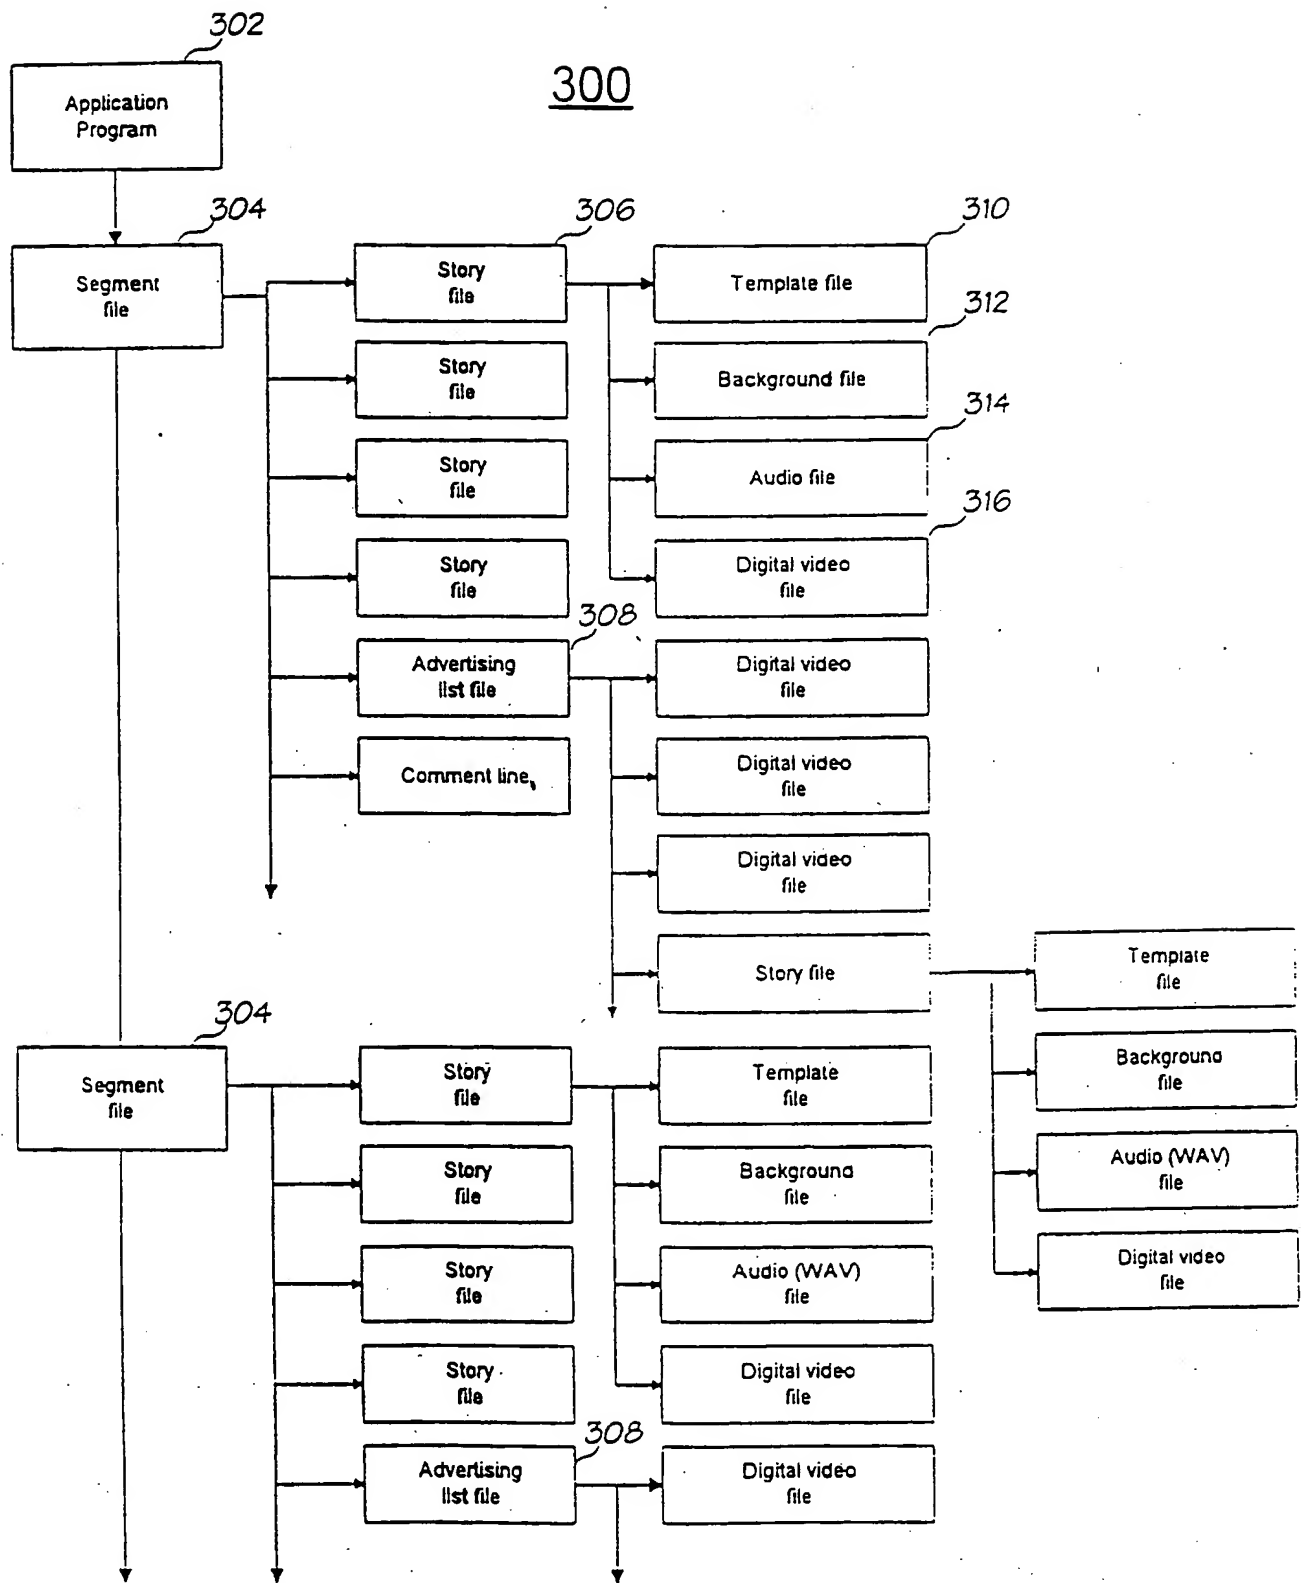 302
300
Application
Program
304
306
310
Segment
file
Story
file
Template file
312
Story
file
Background file
314
Story
file
Audio file
316
Story
file
Digital video
file
308
Advertising
list file
Digital video
file
Comment line
Digital video
file
Digital video
file
Story file
Template
file
304
Segment
file
Story
file
Template
file
Background
file
Story
file
Background
file
Audio (WAV)
file
Story
file
Audio (WAV)
file
Digital video
file
Story
file
Digital video
file
308
Advertising
list file
Digital video
file